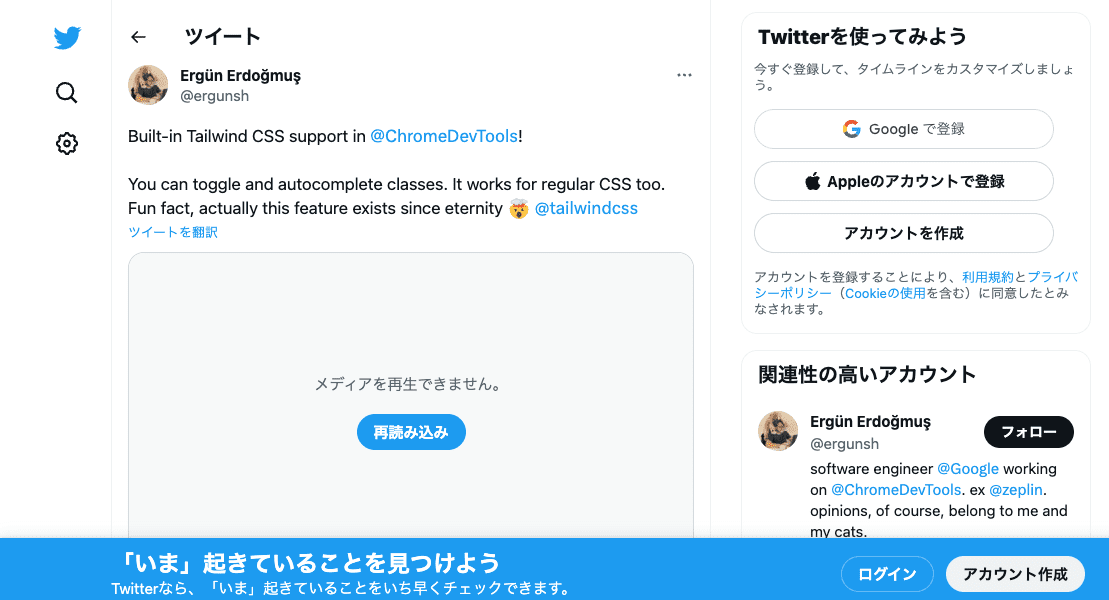 ツイート
Ergün Erdoğmuş
@ergunsh
Built-in Tailwind CSS support in @ChromeDevTools!
You can toggle and autocomplete classes. It works for regular CSS too.
Fun fact, actually this feature exists since eternity 🤯 @tailwindcss
ツイートを翻訳
メディアを再生できません。
再読み込み
Twitterを使ってみよう
今すぐ登録して、タイムラインをカスタマイズしましょ
う。
Google で登録
Appleのアカウントで登録
アカウントを作成
アカウントを登録することにより、利用規約とプライバ
シーポリシー（Cookieの使用を含む）に同意したとみ
なされます。
関連性の高いアカウント
Ergün Erdoğmuş
@ergunsh
フォロー
software engineer @Google working
on @ChromeDevTools. ex @zeplin.
opinions, of course, belong to me and
my cats.
「いま」起きていることを見つけよう
Twitterなら、「いま」起きていることをいち早くチェックできます。
ログイン
アカウント作成